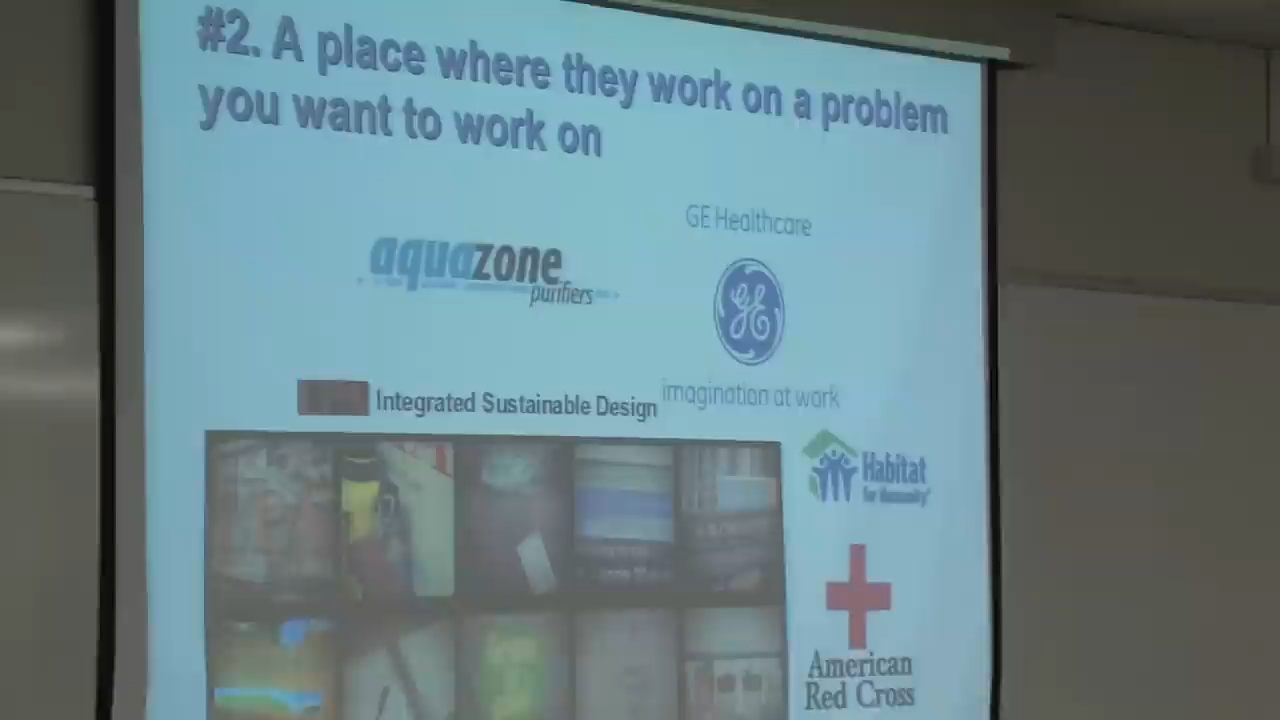 #2. A place where they work on a problem
you want to work on
GE Healthcare
aquazone
purifiers
GE
imagination at work
Integrated Sustainable Design
Habitat
for Humanity
American
Red Cross